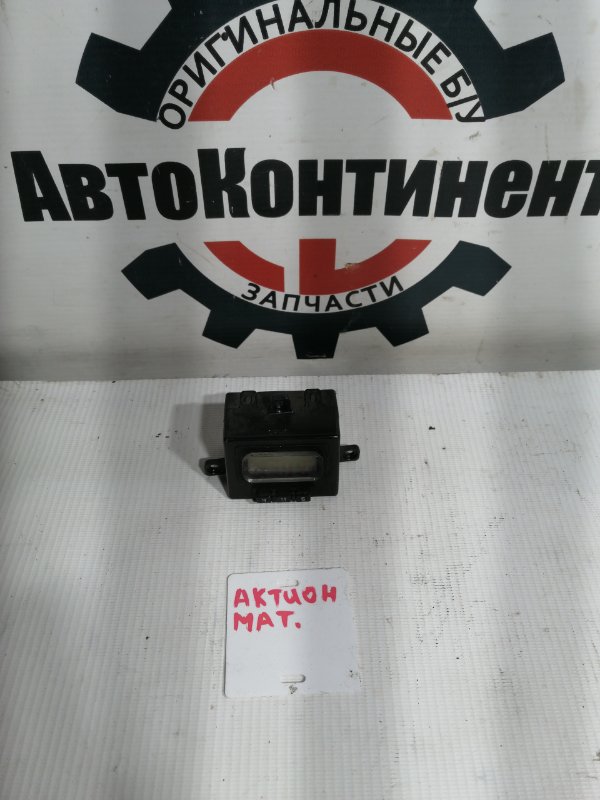 ОРИГИНАЛЬНЫЕ Б/У
АвтоКонтинент
ЗАПЧАСТИ
АКТИОН
МАТ.